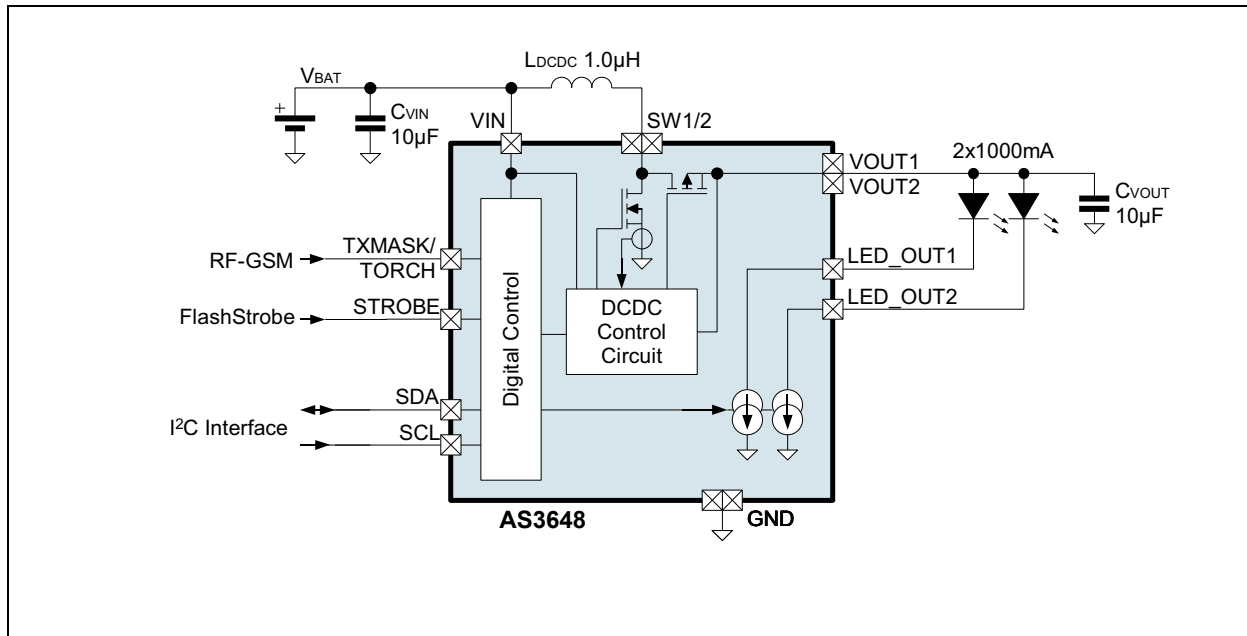 LDCDC 1.0µH
VBAT
CVIN
10µF
VIN
SW1/2
VOUT1
VOUT2
2x1000mA
CVOUT
10µF
RF-GSM
TXMASK/
TORCH
LED_OUT1
LED_OUT2
FlashStrobe
STROBE
Digital Control
DCDC
Control
Circuit
SDA
I²C Interface
SCL
AS3648
GND